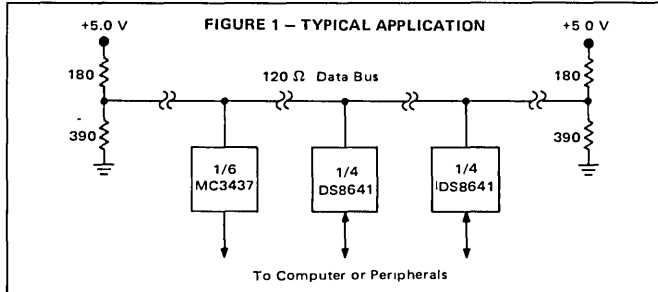 FIGURE 1 – TYPICAL APPLICATION
+5.0 V
+5 0 V
180
180
120 Ω Data Bus
390
390
1/6
MC3437
1/4
DS8641
1/4
DS8641
To Computer or Peripherals